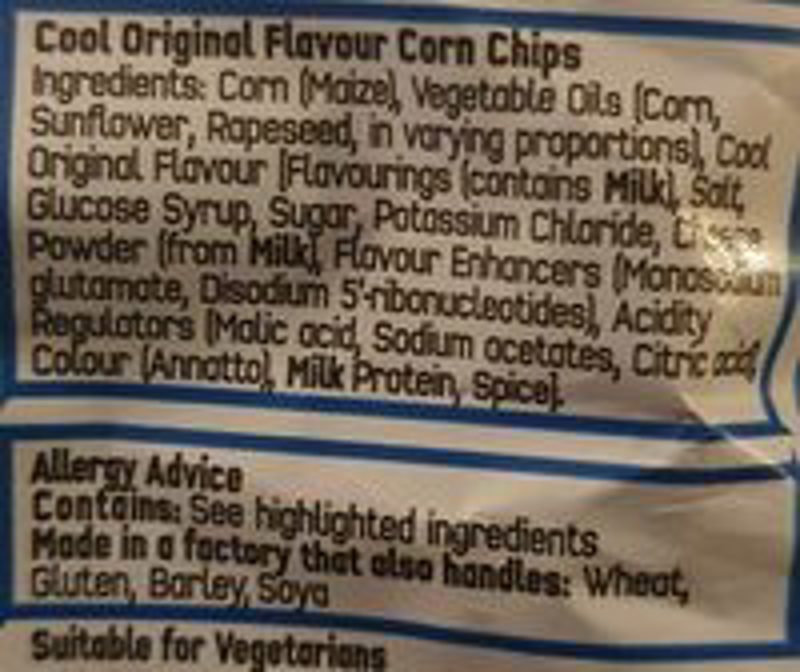 Cool Original Flavour Corn Chips
Ingredients: Corn (Maize), Vegetable Oils (Corn,
Sunflower, Rapeseed, in varying proportions), Cool
Original Flavour [Flavourings (contains Milk), Salt,
Glucose Syrup, Sugar, Potassium Chloride, Cheese
Powder (from Milk), Flavour Enhancers (Monosodium
glutamate, Disodium 5'-ribonucleotides), Acidity
Regulators (Malic acid, Sodium acetates, Citric acid),
Colour (Annatto), Milk Protein, Spice].
Allergy Advice
Contains: See highlighted ingredients
Made in a factory that also handles: Wheat,
Gluten, Barley, Soya
Suitable for Vegetarians